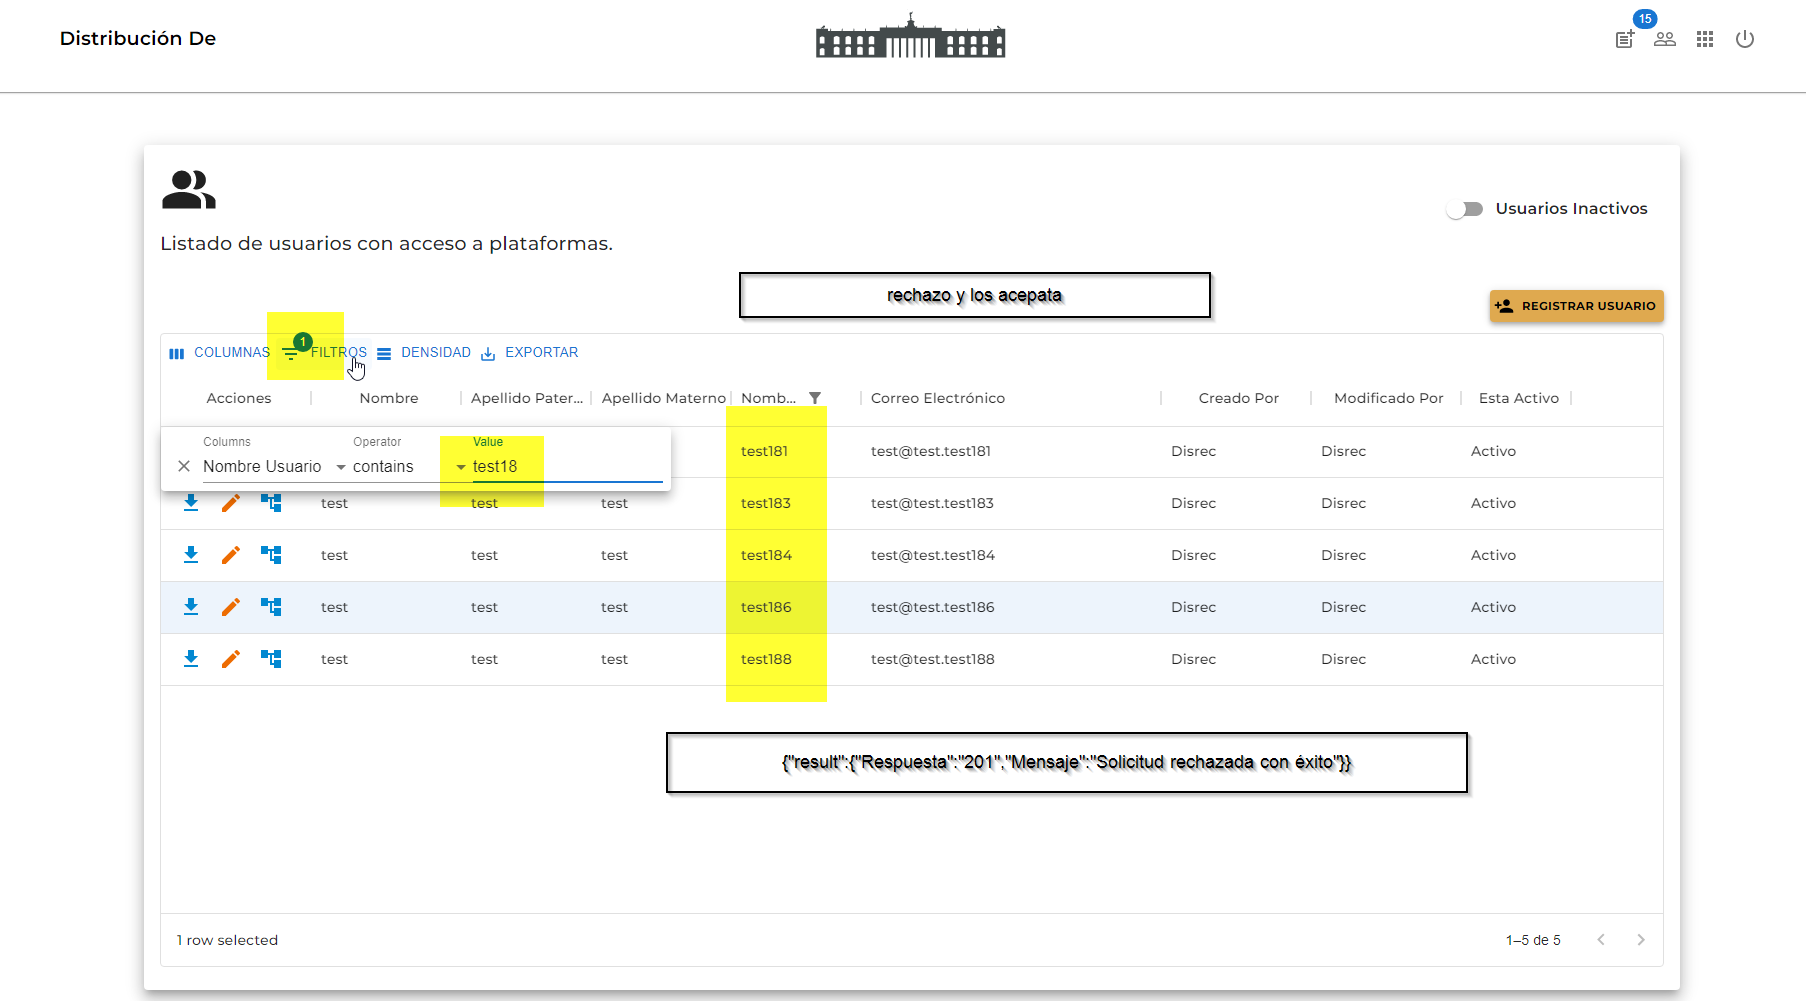 Distribución De
15
Usuarios Inactivos
Listado de usuarios con acceso a plataformas.
rechazo y los acepata
REGISTRAR USUARIO
COLUMNAS 1 FILTROS DENSIDAD EXPORTAR
Acciones Nombre Apellido Pater... Apellido Materno Nomb... Correo Electrónico Creado Por Modificado Por Esta Activo
Columns Operator Value
Nombre Usuario contains test18
test181 test@test.test181 Disrec Disrec Activo
test test test test183 test@test.test183 Disrec Disrec Activo
test test test test184 test@test.test184 Disrec Disrec Activo
test test test test186 test@test.test186 Disrec Disrec Activo
test test test test188 test@test.test188 Disrec Disrec Activo
{"result":{"Respuesta":"201","Mensaje":"Solicitud rechazada con éxito"}}
1 row selected
1–5 de 5